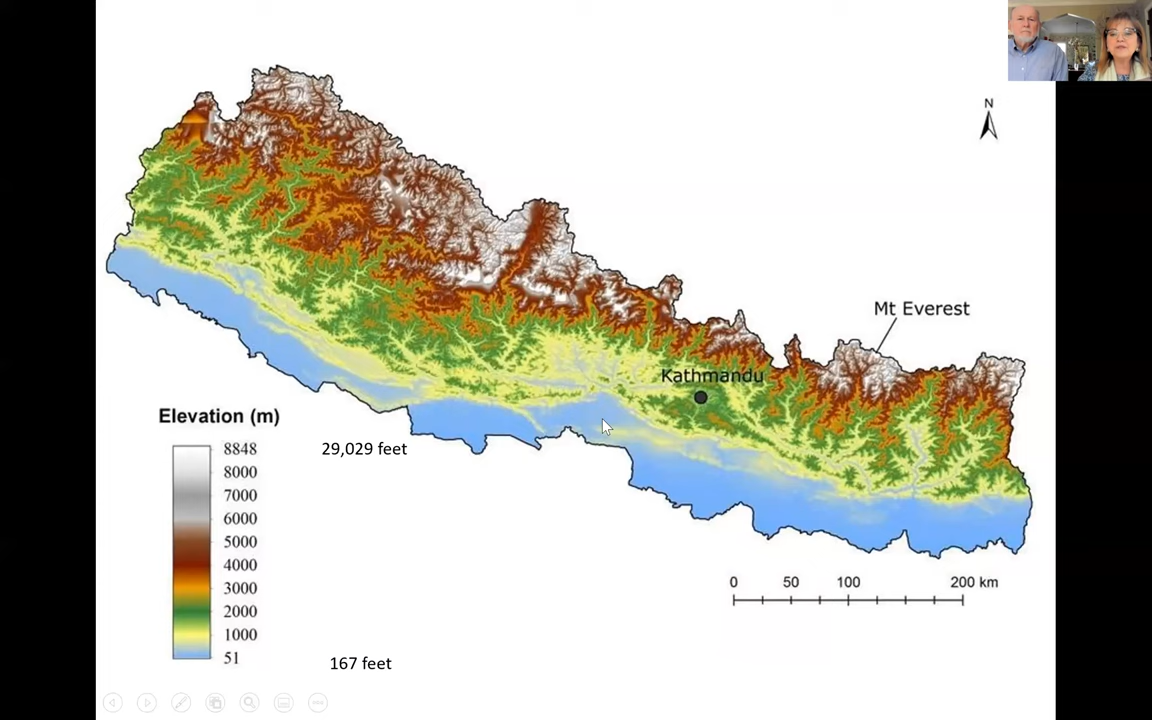 N
Mt Everest
Kathmandu
Elevation (m)
8848
29,029 feet
8000
7000
6000
5000
4000
3000
2000
1000
51
167 feet
0 50 100 200 km